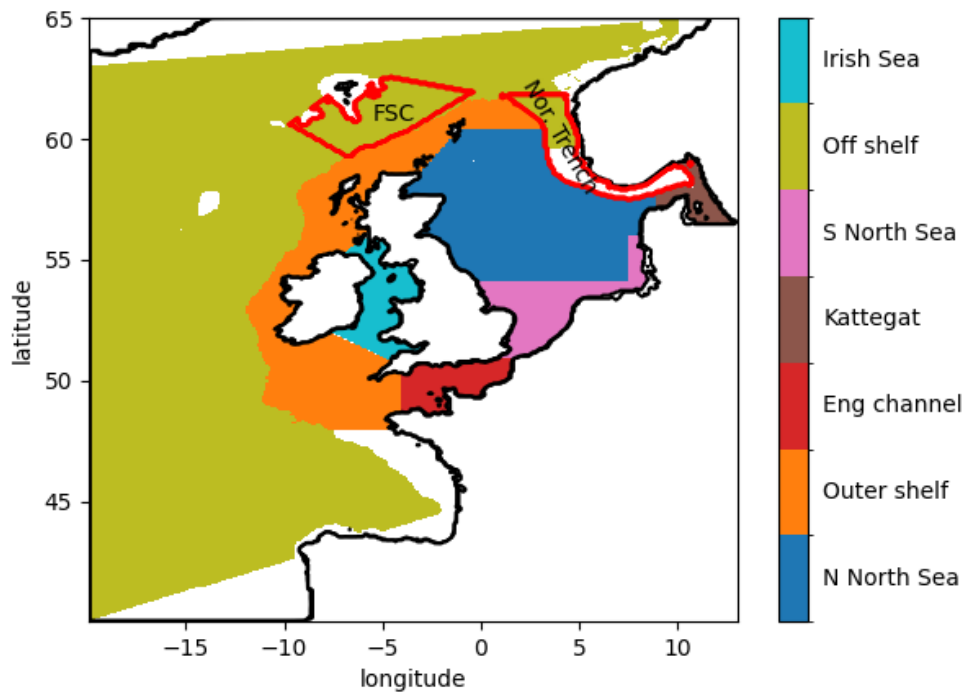 65
60
55
50
45
latitude
−15
−10
−5
0
5
10
longitude
FSC
Nor. Trench
Irish Sea
Off shelf
S North Sea
Kattegat
Eng channel
Outer shelf
N North Sea